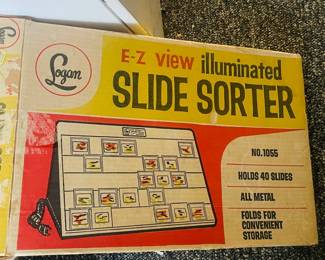 Logan
E-Z view illuminated
SLIDE SORTER
NO. 1055
HOLDS 40 SLIDES
ALL METAL
FOLDS FOR
CONVENIENT
STORAGE